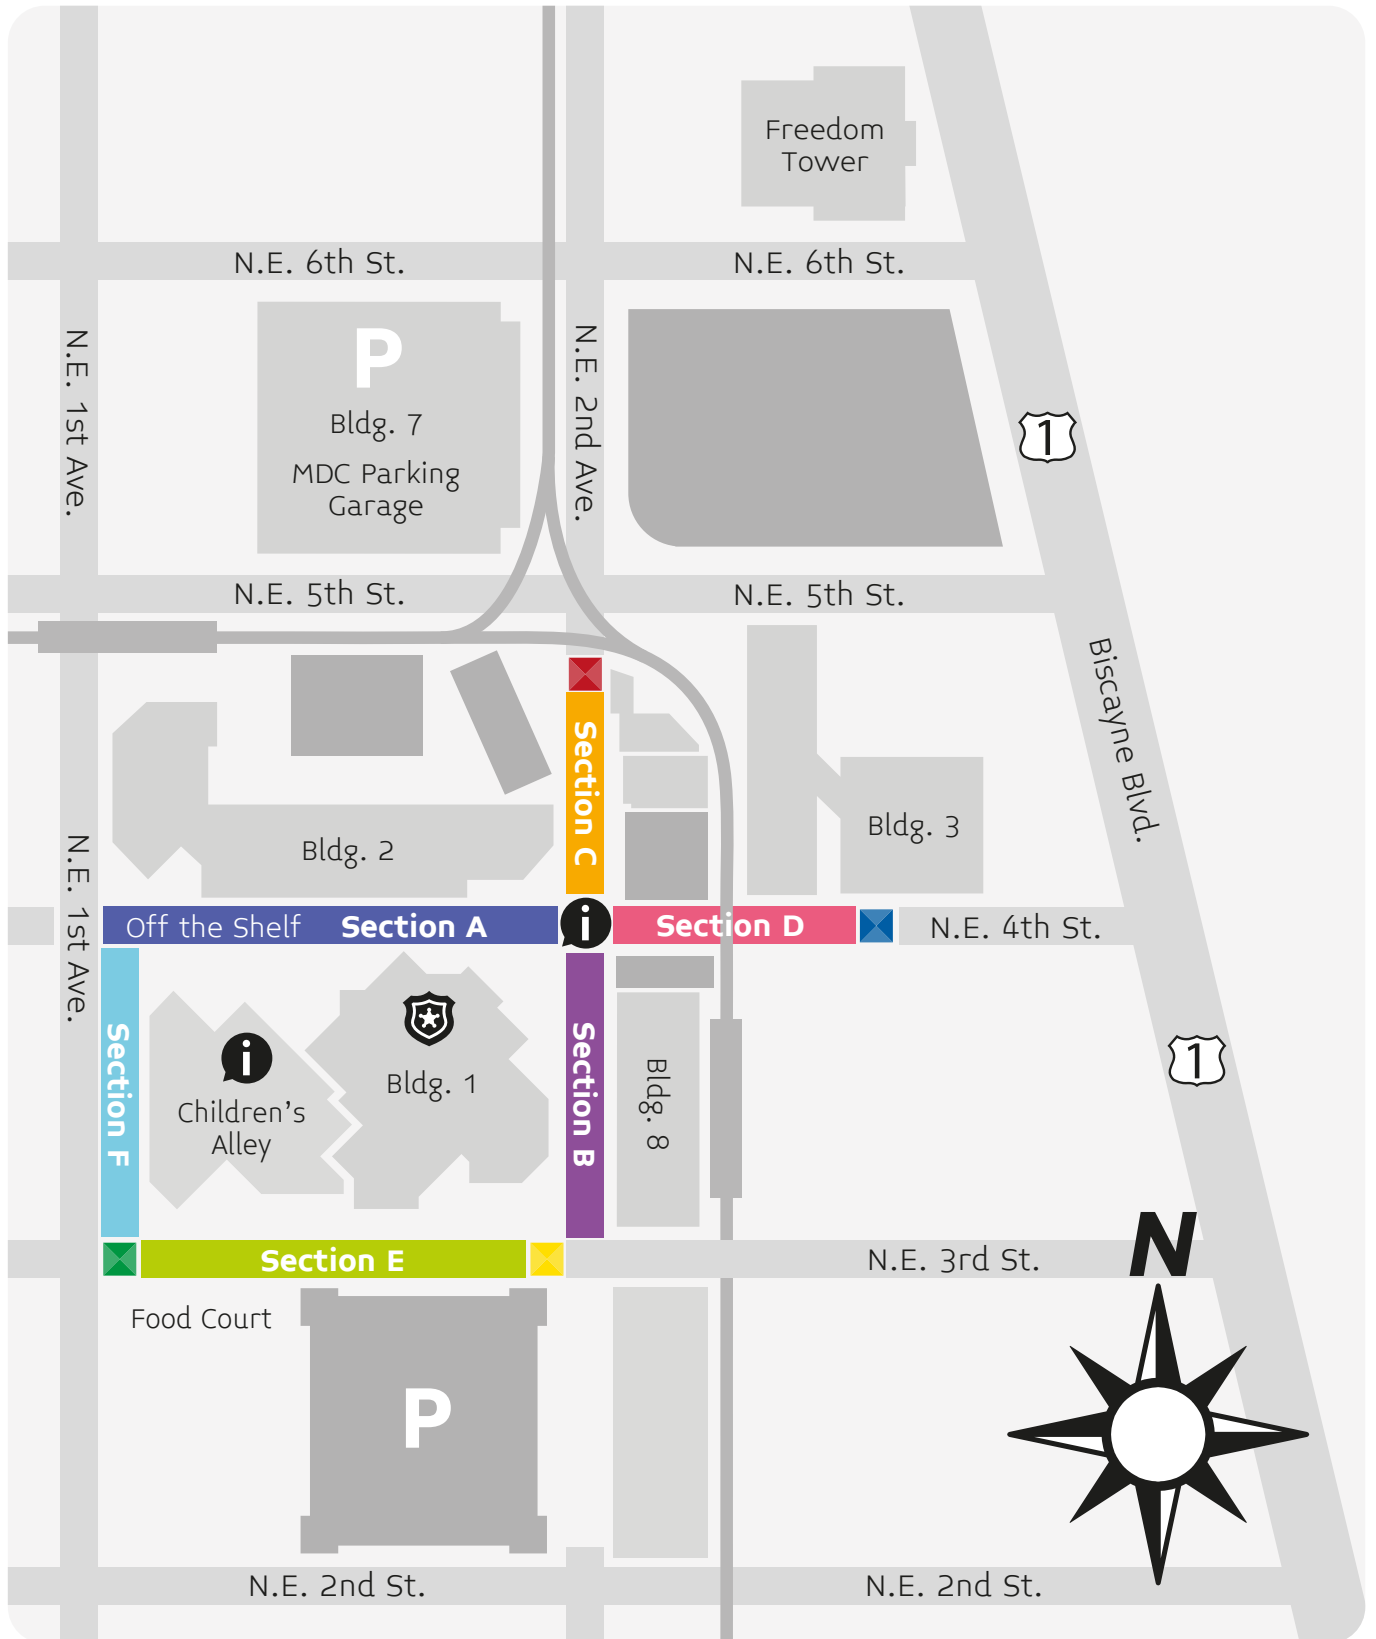 Freedom
Tower
N.E. 6th St.
N.E. 6th St.
N.E. 1st Ave.
P
Bldg. 7
MDC Parking
Garage
N.E. 2nd Ave.
1
N.E. 5th St.
N.E. 5th St.
Biscayne Blvd.
Section C
Bldg. 2
Bldg. 3
N.E. 1st Ave.
Off the Shelf Section A
i
Section D
N.E. 4th St.
Section F
i
Children's
Alley
Bldg. 1
Section B
Bldg. 8
1
Section E
N.E. 3rd St.
N
Food Court
P
N.E. 2nd St.
N.E. 2nd St.